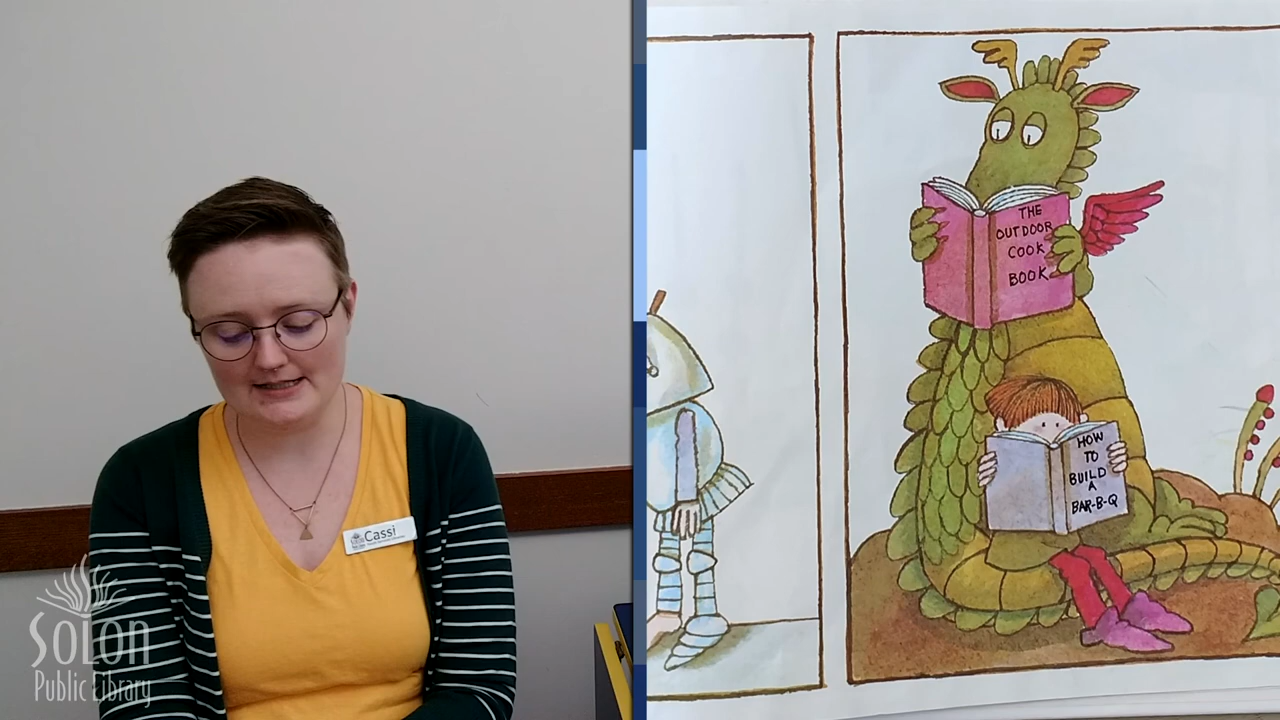 Cassi
SOLON
Public Library
THE
OUTDOOR
COOK
BOOK
HOW
TO
BUILD
A
BAR-B-Q